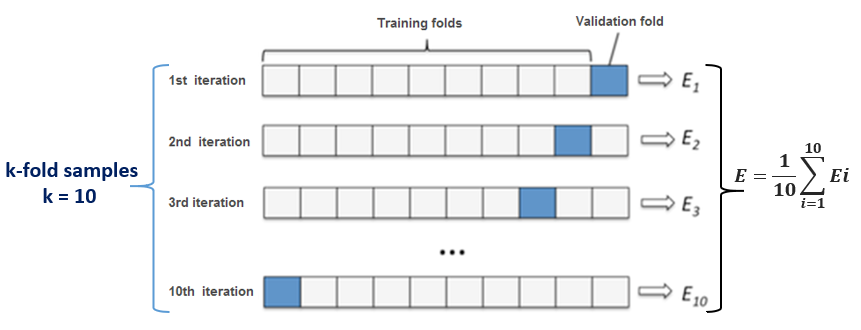 Training folds
Validation fold
1st iteration
E1
2nd iteration
E2
k-fold samples
k = 10
3rd iteration
E3
E = 1/10 10∑i=1 Ei
...
10th iteration
E10